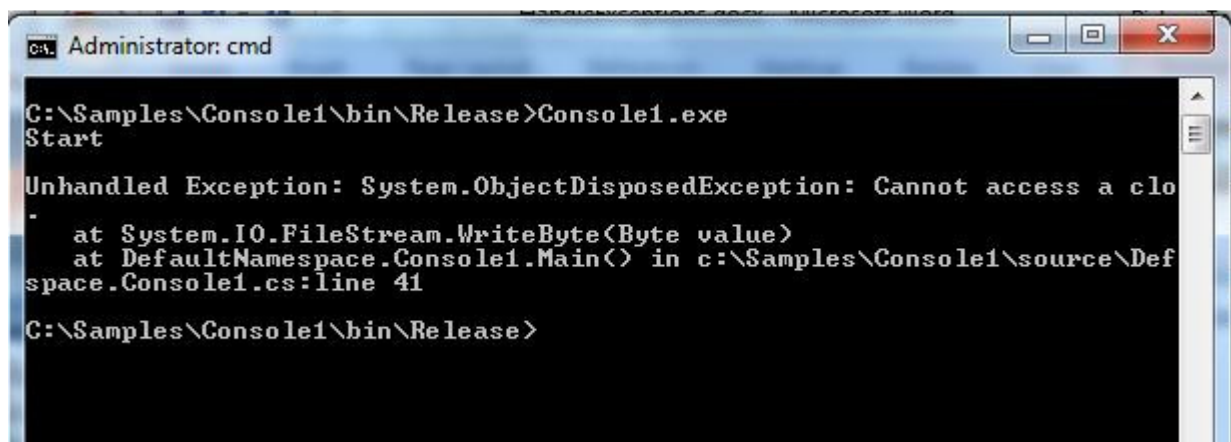 Administrator: cmd
C:\Samples\Console1\bin\Release>Console1.exe
Start
Unhandled Exception: System.ObjectDisposedException: Cannot access a clo
.
at System.IO.FileStream.WriteByte(Byte value)
at DefaultNamespace.Console1.Main() in c:\Samples\Console1\source\Def
space.Console1.cs:line 41
C:\Samples\Console1\bin\Release>